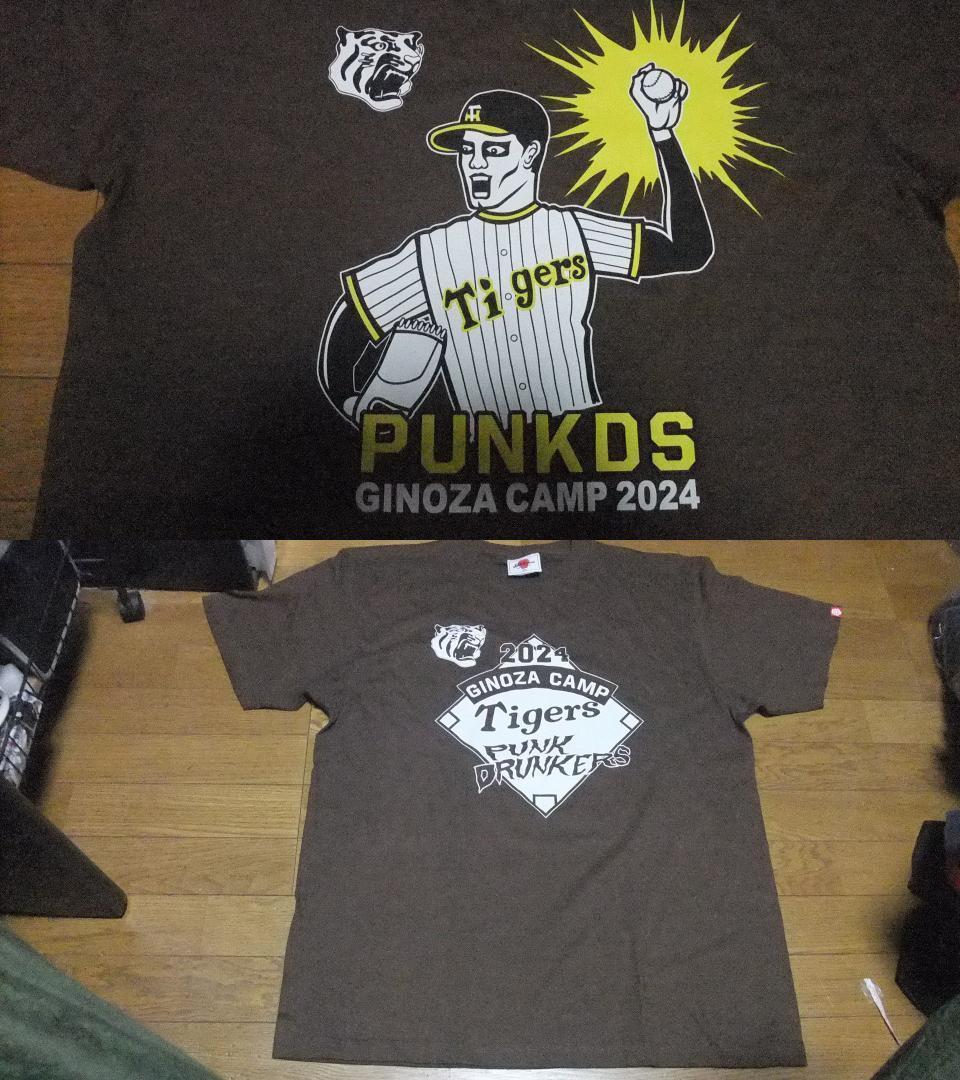 Tigers
PUNKDS
GINOZA CAMP 2024
2024
GINOZA CAMP
Tigers
PUNK
DRUNKERS